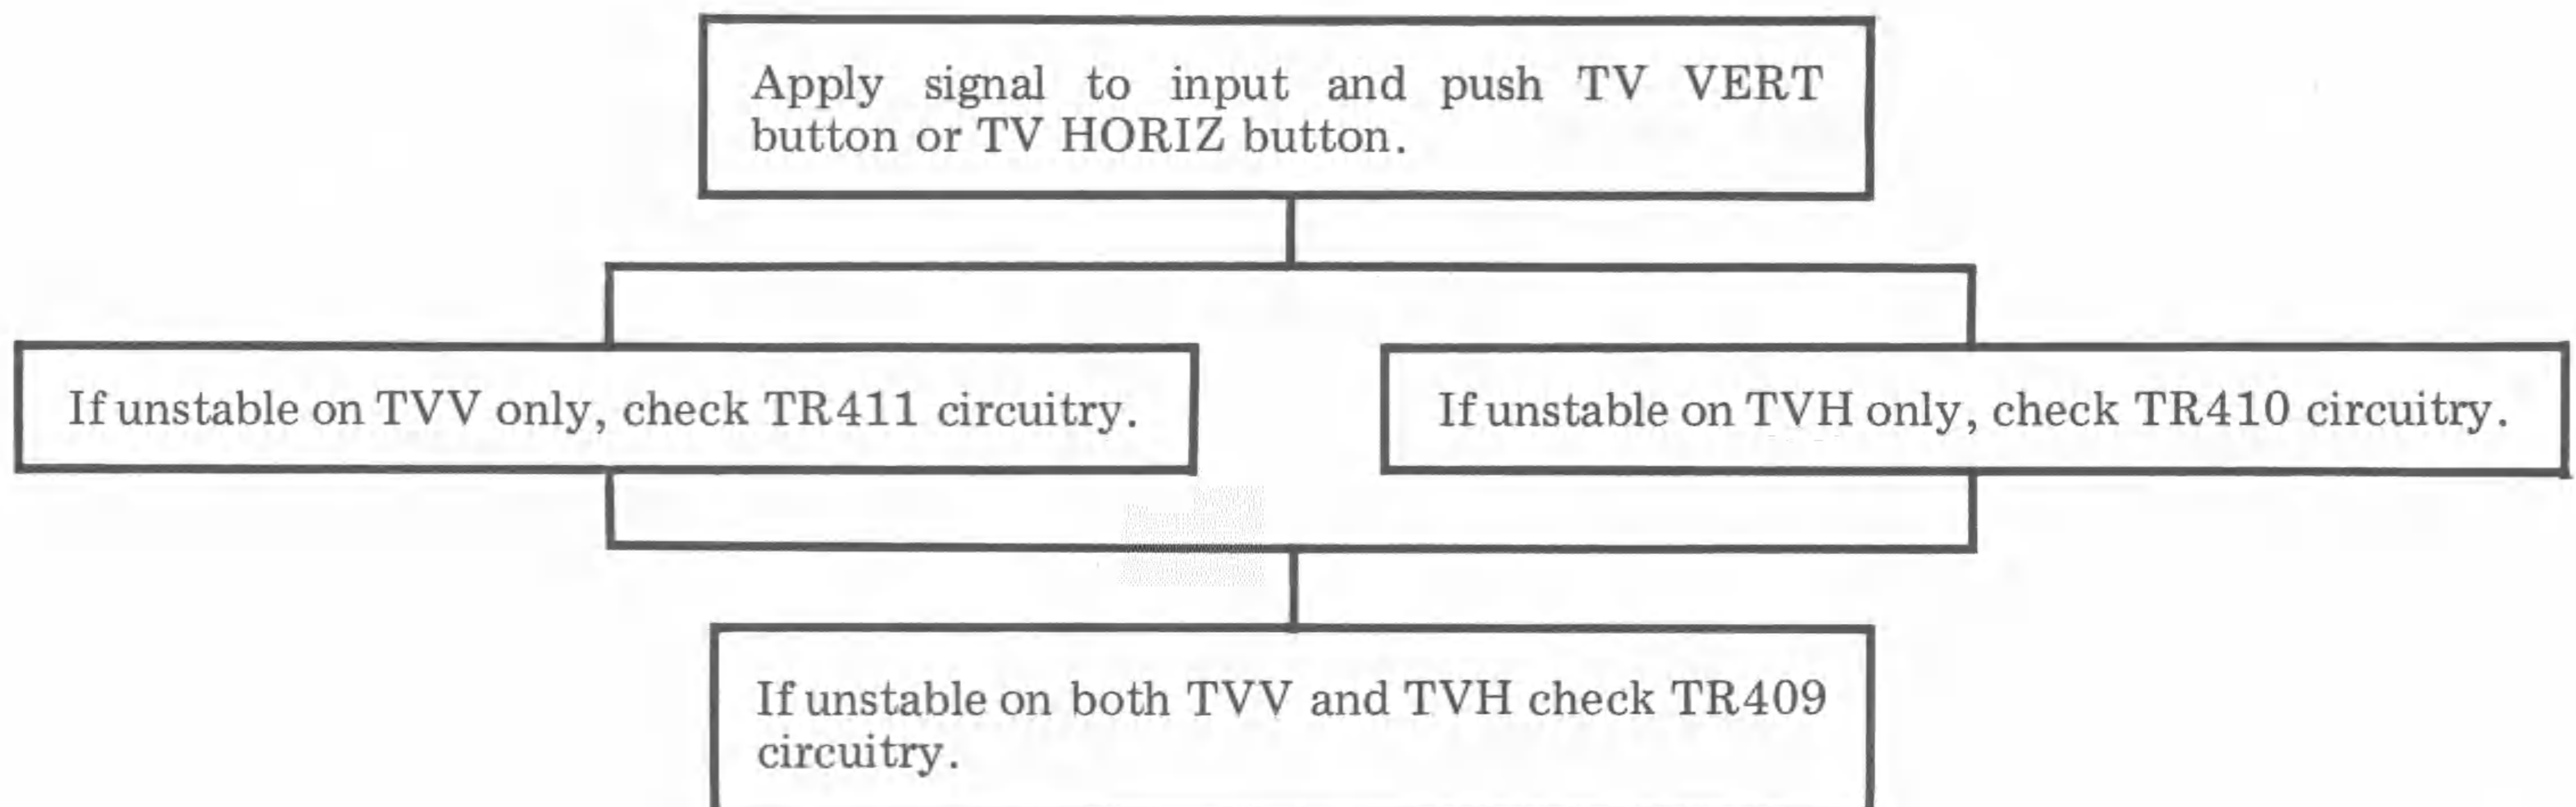 Apply signal to input and push TV VERT
button or TV HORIZ button.
If unstable on TVV only, check TR411 circuitry.
If unstable on TVH only, check TR410 circuitry.
If unstable on both TVV and TVH check TR409
circuitry.